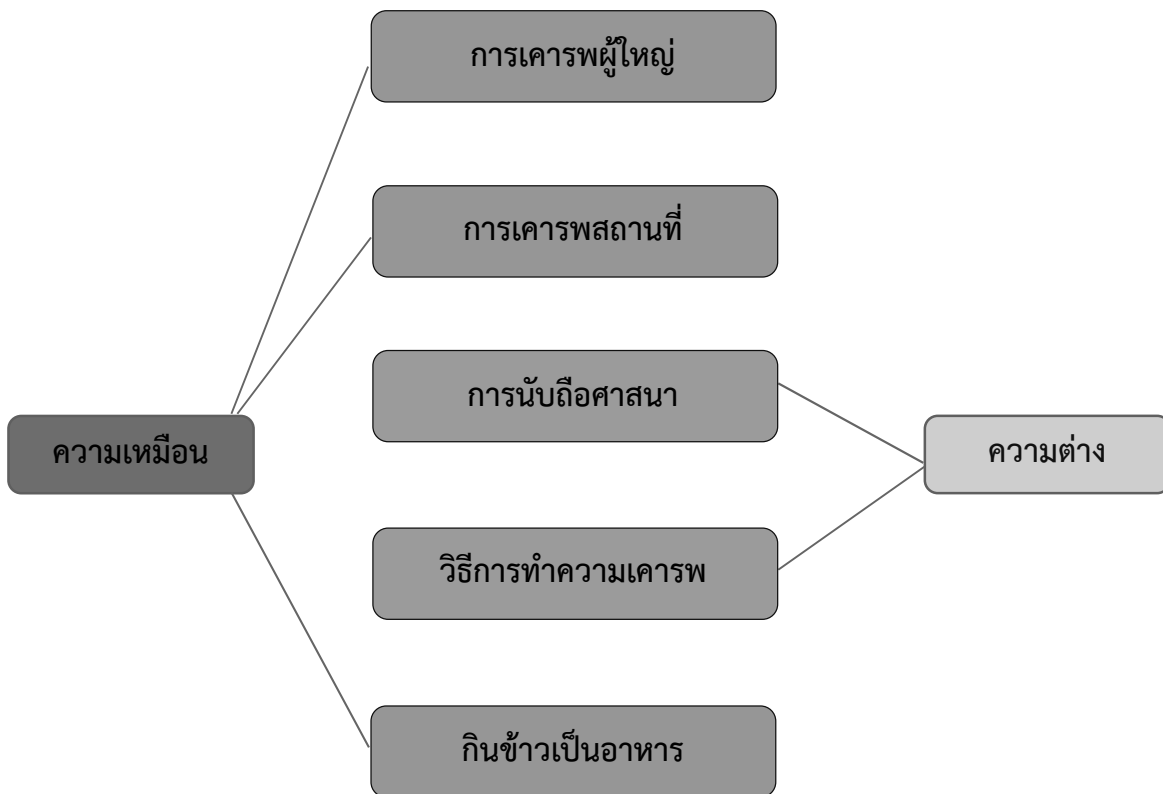 การเคารพผู้ใหญ่
การเคารพสถานที่
การนับถือศาสนา
ความเหมือน
ความต่าง
วิธีการทำความเคารพ
กินข้าวเป็นอาหาร